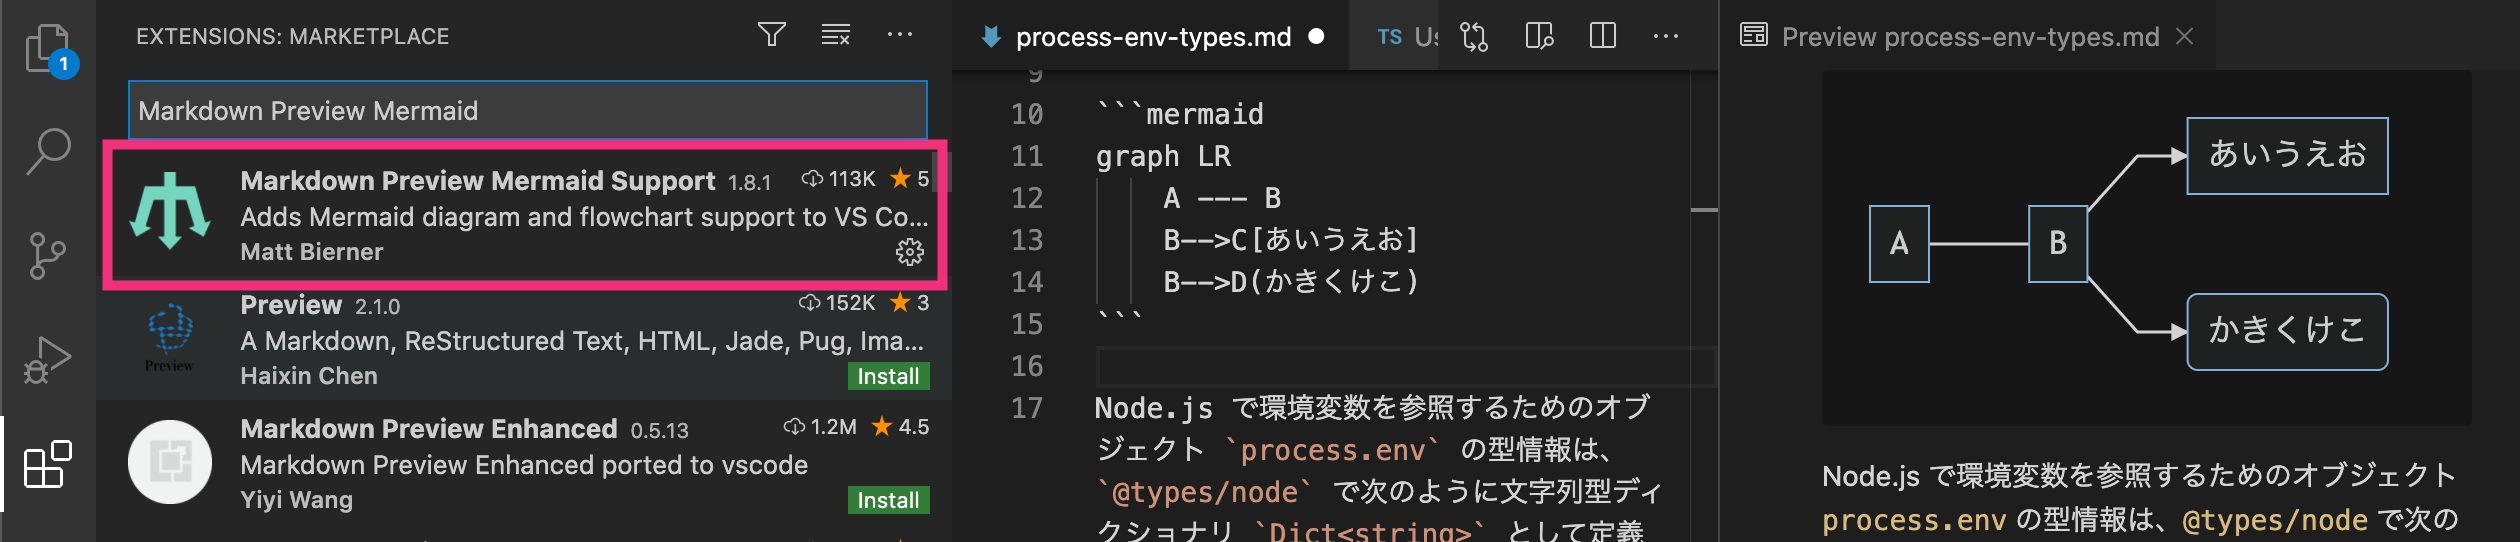 1
EXTENSIONS: MARKETPLACE
Markdown Preview Mermaid
Markdown Preview Mermaid Support 1.8.1 113K ★ 5
Adds Mermaid diagram and flowchart support to VS Co...
Matt Bierner
Preview 2.1.0 152K ★ 3
Preview
A Markdown, ReStructured Text, HTML, Jade, Pug, Ima...
Haixin Chen
Install
Markdown Preview Enhanced 0.5.13 1.2M ★ 4.5
Markdown Preview Enhanced ported to vscode
Yiyi Wang
Install
process-env-types.md ●
TS
9
10 ```mermaid
11 graph LR
12 A --- B
13 B-->C[あいうえお]
14 B-->D(かきくけこ)
15 ```
16
17 Node.js で環境変数を参照するためのオブ
ジェクト `process.env` の型情報は、
`@types/node` で次のように文字列型ディ
クショナリ `Dict<string>` として定義
Preview process-env-types.md
A
B
あいうえお
かきくけこ
Node.js で環境変数を参照するためのオブジェクト
process.env の型情報は、@types/node で次の